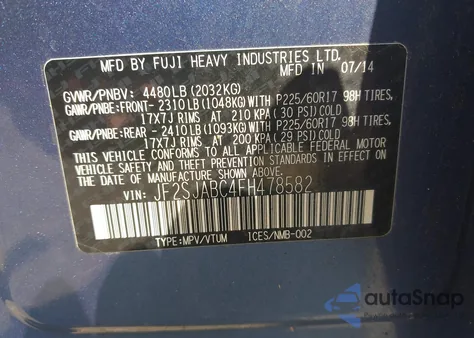 MFD BY FUJI HEAVY INDUSTRIES LTD.
MFD IN 07/14
GVWR/PNBV: 4480LB (2032KG)
GAWR/PNBE:FRONT- 2310LB (1048KG) WITH P225/60R17 98H TIRES,
17X7J RIMS AT 210 KPA (30 PSI) COLD
GAWR/PNBE:REAR - 2410LB (1093KG) WITH P225/60R17 98H TIRES,
17X7J RIMS AT 200 KPA (29 PSI) COLD
THIS VEHICLE CONFORMS TO ALL APPLICABLE FEDERAL MOTOR
VEHICLE SAFETY, BUMPER, AND THEFT PREVENTION STANDARDS
IN EFFECT ON THE DATE OF MANUFACTURE SHOWN ABOVE.
VIN: JF2SJABC4FH478582
TYPE:MPV/VTUM ICES/NMB-002
autoSnap